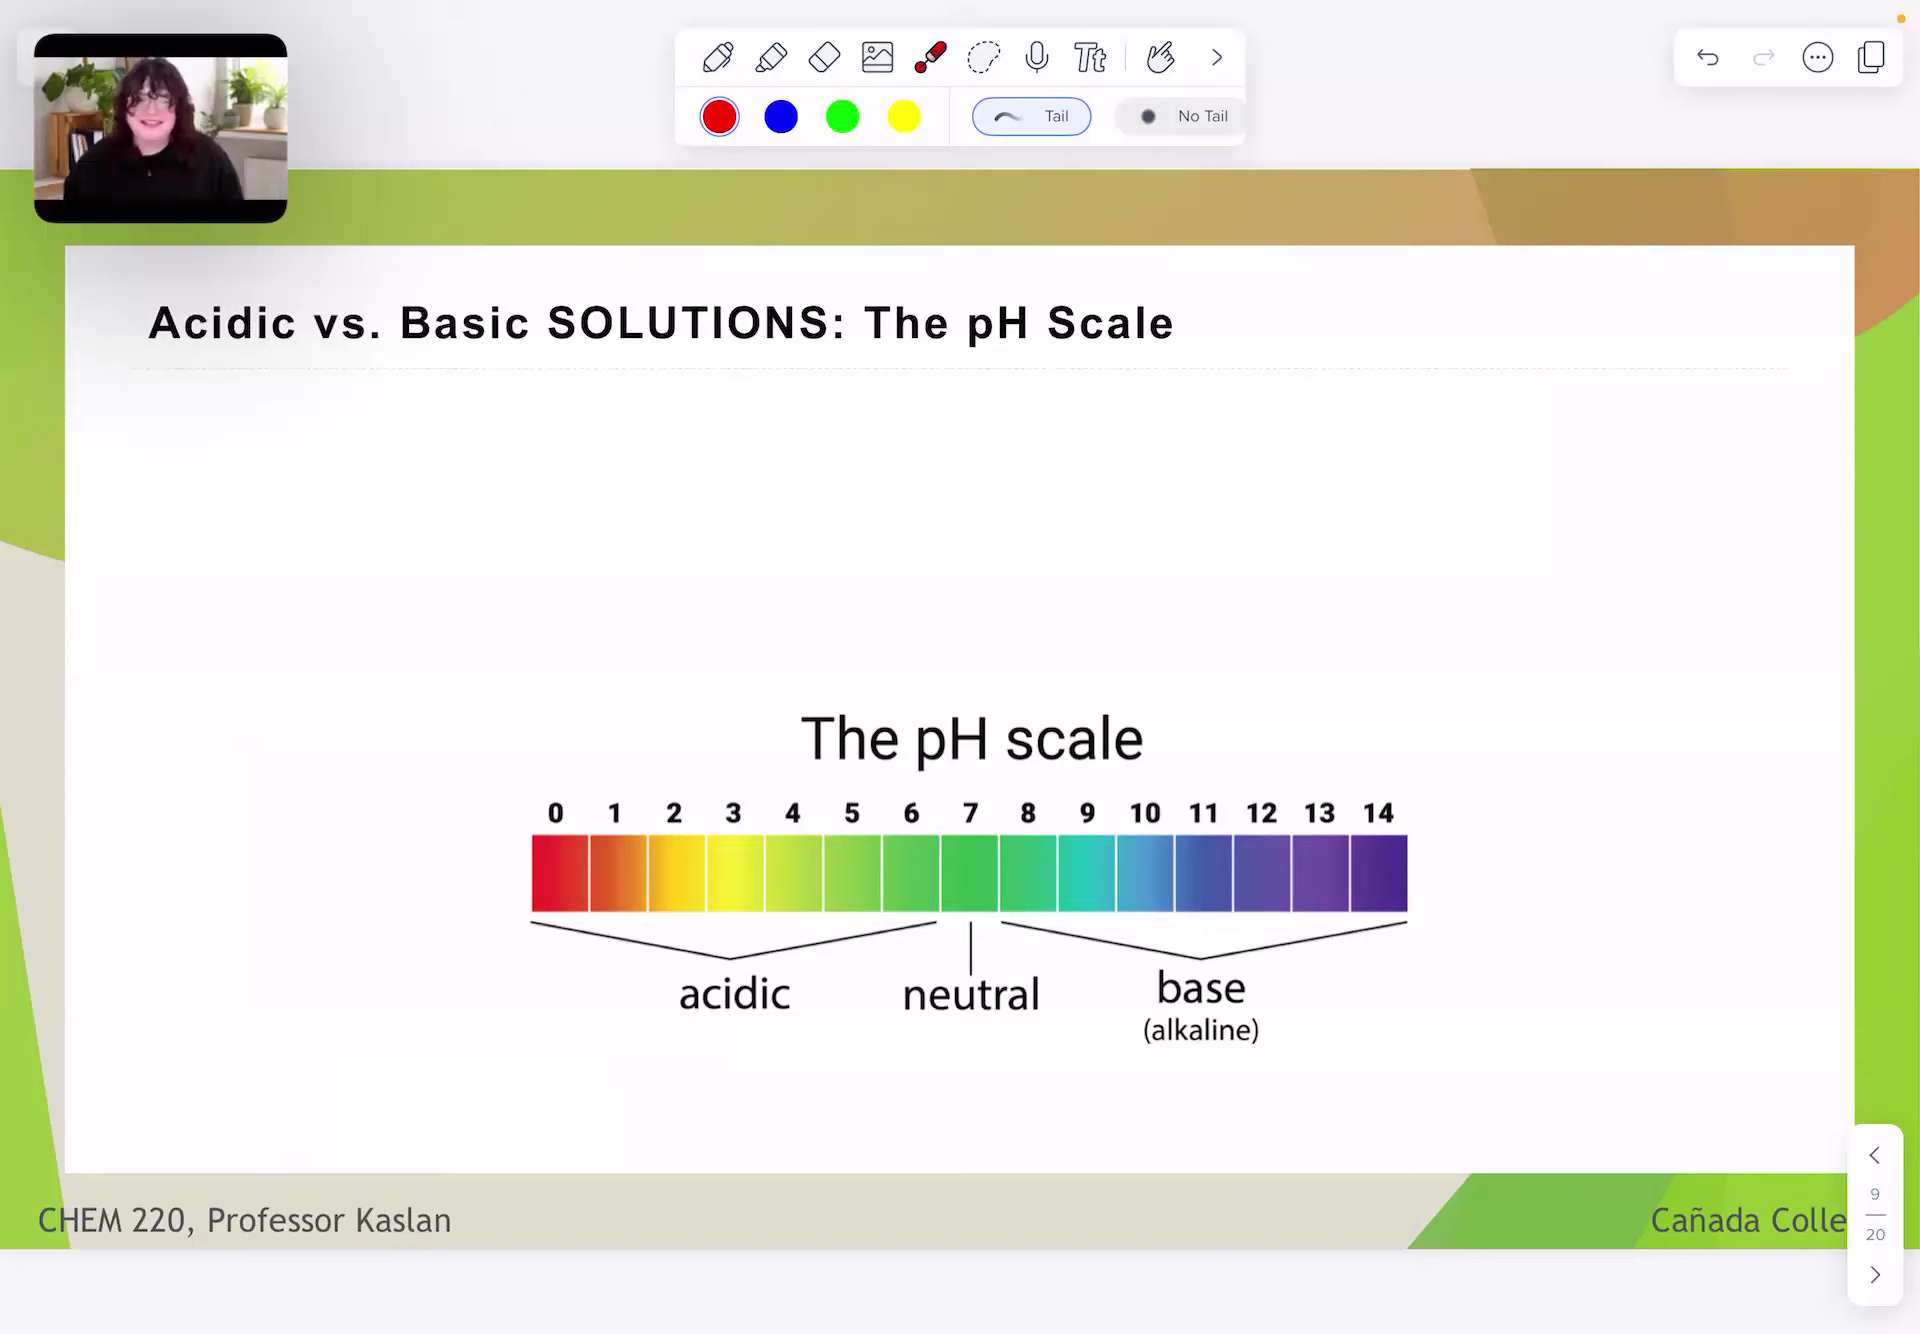 Tt
Tail
No Tail
Acidic vs. Basic SOLUTIONS: The pH Scale
The pH scale
0 1 2 3 4 5 6 7 8 9 10 11 12 13 14
acidic
neutral
base
(alkaline)
CHEM 220, Professor Kaslan
Cañada Colle
9
20